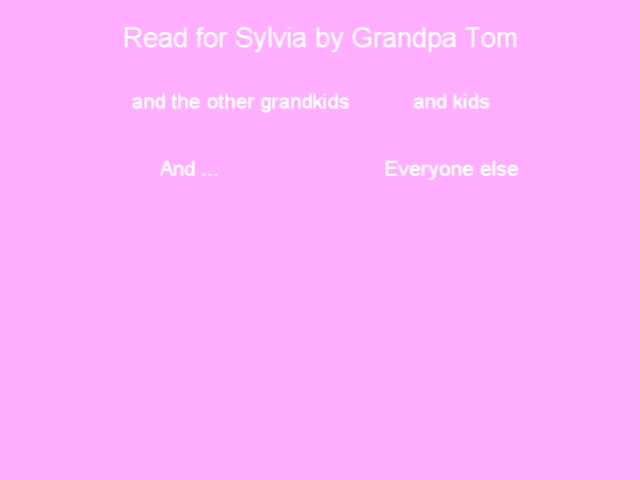 Read for Sylvia by Grandpa Tom
and the other grandkids and kids
And ... Everyone else